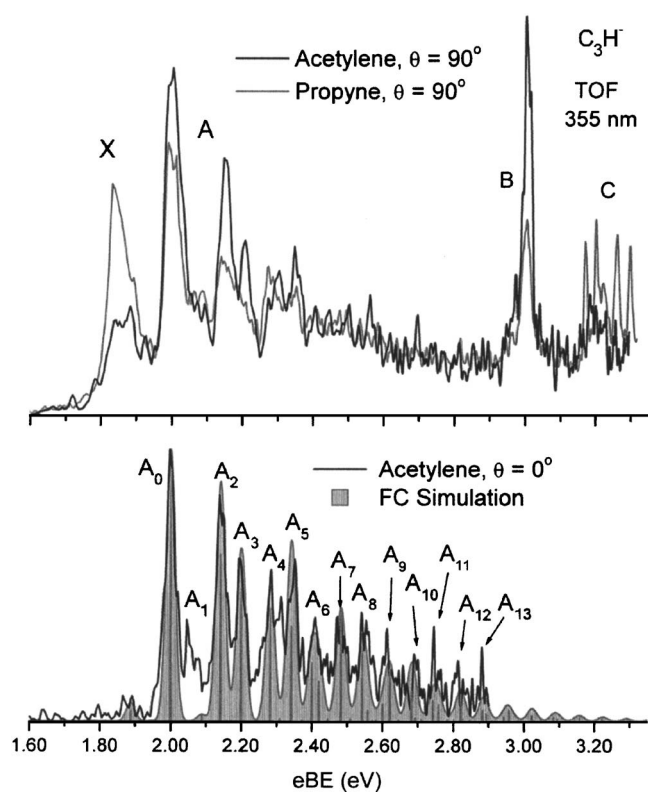 Acetylene, θ = 90°
Propyne, θ = 90°
C₃H⁻
TOF
355 nm
X
A
B
C
Acetylene, θ = 0°
FC Simulation
A₀
A₁
A₂
A₃
A₄
A₅
A₆
A₇
A₈
A₉
A₁₀
A₁₁
A₁₂
A₁₃
1.60 1.80 2.00 2.20 2.40 2.60 2.80 3.00 3.20
eBE (eV)